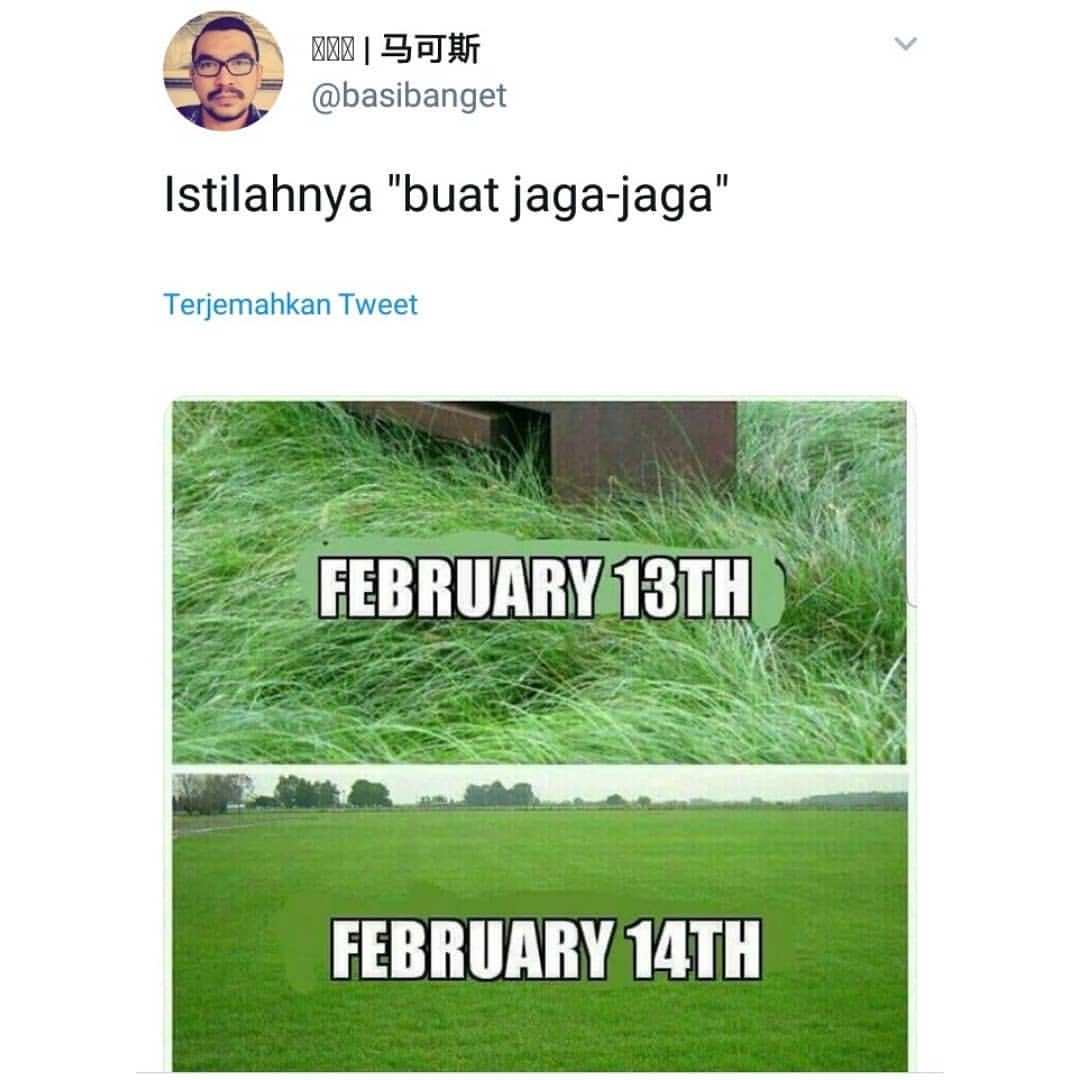 | 马可斯
@basibanget
Istilahnya "buat jaga-jaga"
Terjemahkan Tweet
FEBRUARY 13TH
FEBRUARY 14TH